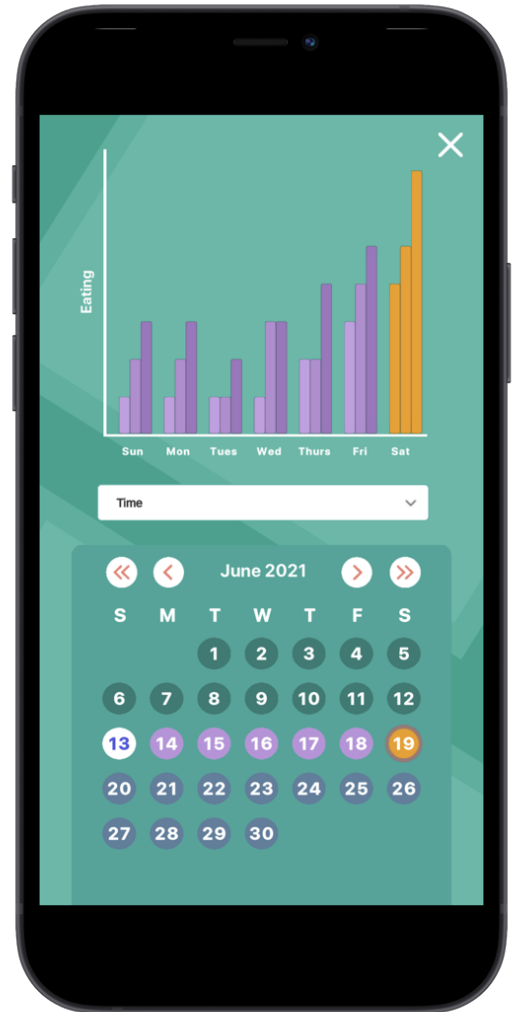 Eating
Sun Mon Tues Wed Thurs Fri Sat
Time
June 2021
S M T W T F S
1 2 3 4 5
6 7 8 9 10 11 12
13 14 15 16 17 18 19
20 21 22 23 24 25 26
27 28 29 30